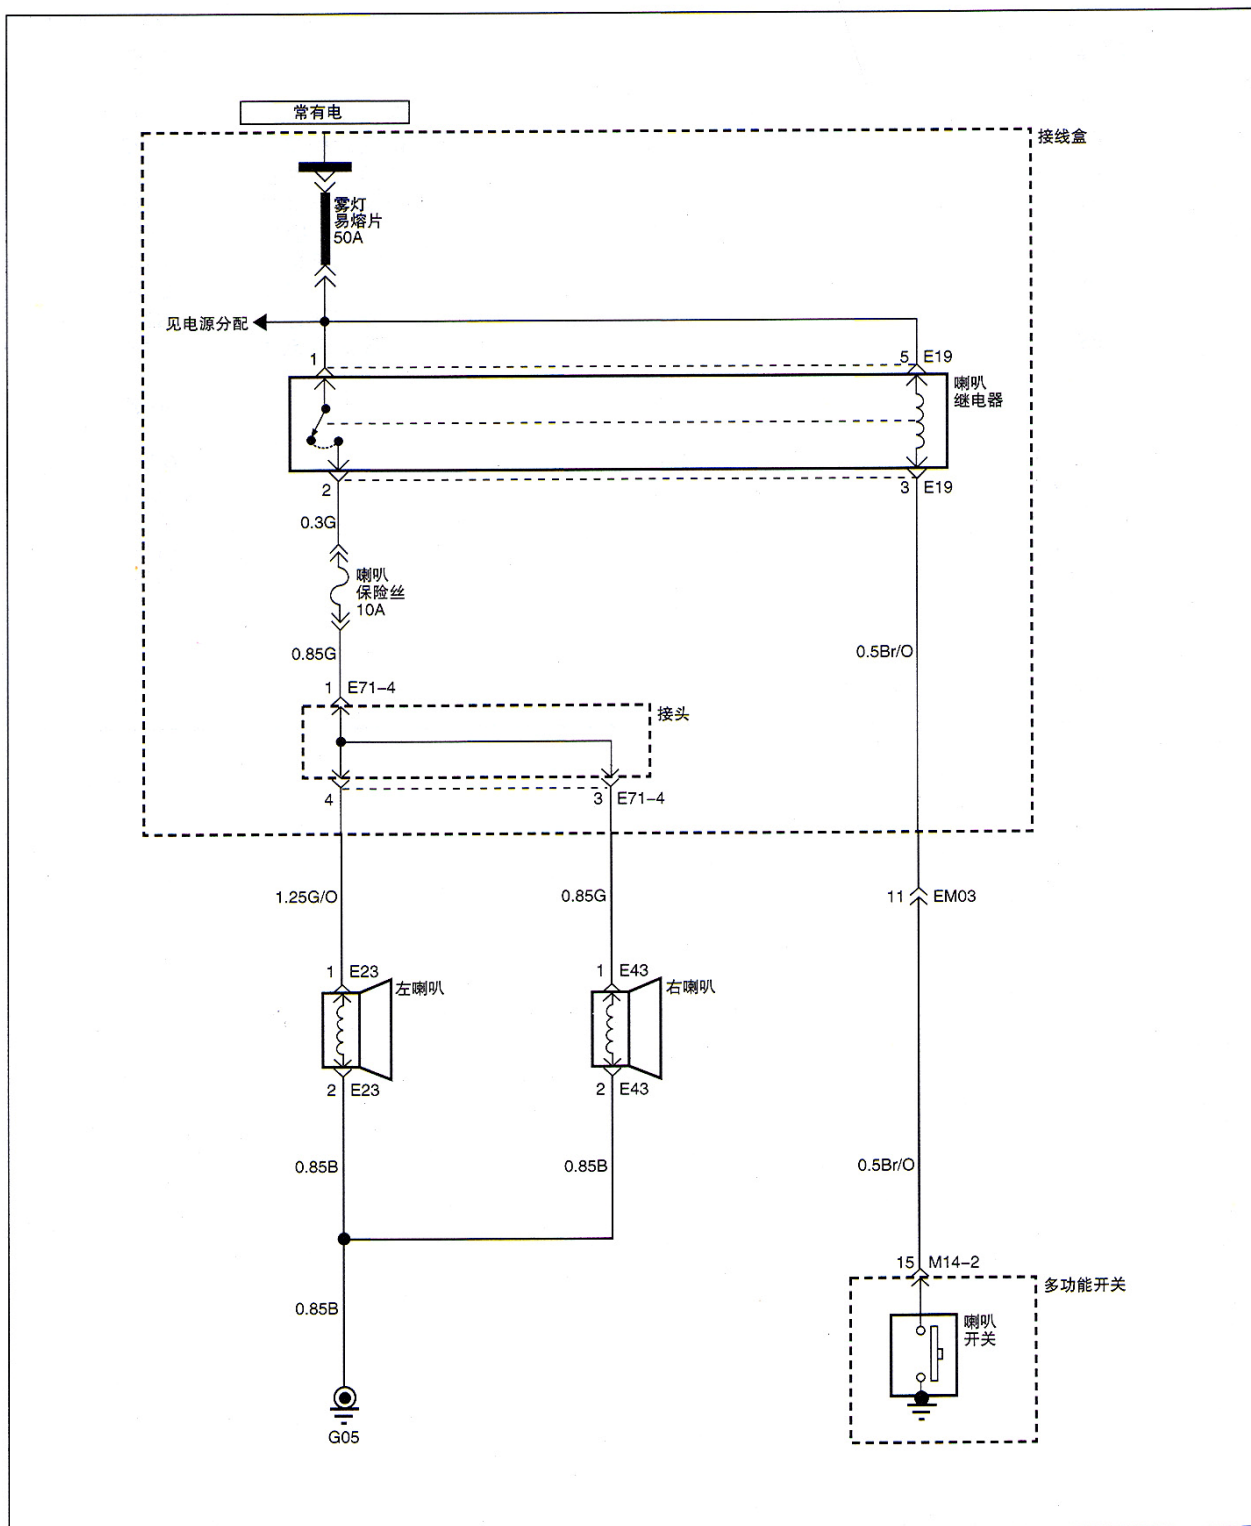 常有电
接线盒
雾灯
易熔片
50A
见电源分配
1
5 E19
喇叭
继电器
2
3 E19
0.3G
喇叭
保险丝
10A
0.85G
0.5Br/O
1 E71-4
接头
4
3 E71-4
1.25G/O
0.85G
11 EM03
1 E23
左喇叭
1 E43
右喇叭
2 E23
2 E43
0.85B
0.85B
0.5Br/O
15 M14-2
多功能开关
0.85B
喇叭
开关
G05